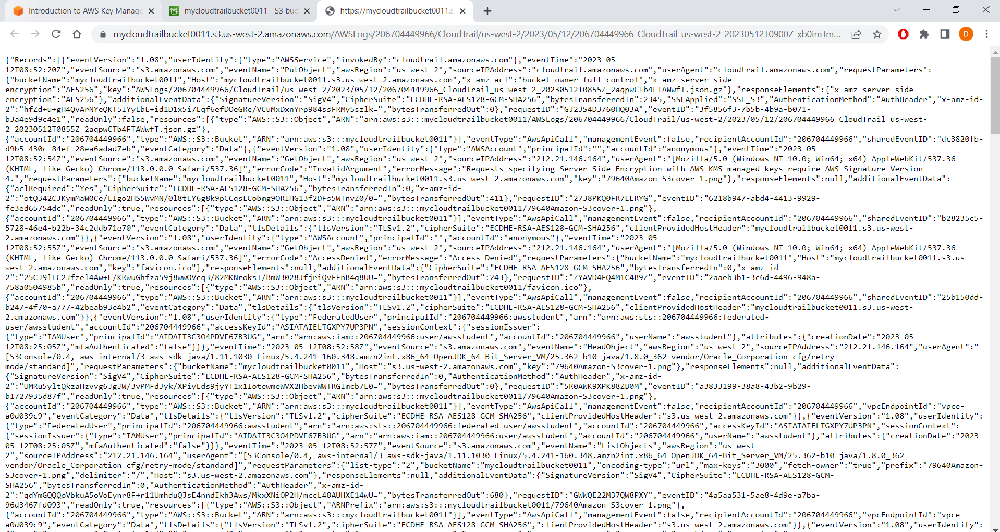 Introduction to AWS Key Manage
mycloudtrailbucket0011 - S3 buc
https://mycloudtrailbucket0011.s
mycloudtrailbucket0011.s3.us-west-2.amazonaws.com/AWSLogs/206704449966/CloudTrail/us-west-2/2023/05/12/206704449966_CloudTrail_us-west-2_20230512T0900Z_xb0imTm...
D
{"Records":[{"eventVersion":"1.08","userIdentity":{"type":"AWSService","invokedBy":"cloudtrail.amazonaws.com"},"eventTime":"2023-05-
12T08:52:20Z","eventSource":"s3.amazonaws.com","eventName":"PutObject","awsRegion":"us-west-2","sourceIPAddress":"cloudtrail.amazonaws.com","userAgent":"cloudtrail.amazonaws.com","requestParameters":
{"bucketName":"mycloudtrailbucket0011","Host":"mycloudtrailbucket0011.s3.us-west-2.amazonaws.com","x-amz-acl":"bucket-owner-full-control","x-amz-server-side-
encryption":"AES256","key":"AWSLogs/206704449966/CloudTrail/us-west-2/2023/05/12/206704449966_CloudTrail_us-west-2_20230512T0855Z_2aqpwCTb4FTAWwfT.json.gz"},"responseElements":{"x-amz-server-side-
encryption":"AES256"},"additionalEventData":{"SignatureVersion":"SigV4","CipherSuite":"ECDHE-RSA-AES128-GCM-SHA256","bytesTransferredIn":2345,"SSEApplied":"SSE_S3","AuthenticationMethod":"AuthHeader","x-amz-id-
2":"hfZd+u+gH4QvArNYeQKT5IYyLbL+id1D1x5i7Lqf6efDOeGRe/VCuMxDxnYrp984ssFRMy5szlk=","bytesTransferredOut":0},"requestID":"GJ2JS4D3760HQ03A","eventID":"3f5856f3-7b5b-4b9a-b071-
b3a4e9d9c4e1","readOnly":false,"resources":[{"type":"AWS::S3::Object","ARN":"arn:aws:s3:::mycloudtrailbucket0011/AWSLogs/206704449966/CloudTrail/us-west-2/2023/05/12/206704449966_CloudTrail_us-west-
2_20230512T0855Z_2aqpwCTb4FTAWwfT.json.gz"},
{"accountId":"206704449966","type":"AWS::S3::Bucket","ARN":"arn:aws:s3:::mycloudtrailbucket0011"}],"eventType":"AwsApiCall","managementEvent":false,"recipientAccountId":"206704449966","sharedEventID":"dc3820fb-
d9b5-430c-84ef-28ea6adad7eb","eventCategory":"Data"},{"eventVersion":"1.08","userIdentity":{"type":"AWSAccount","principalId":"","accountId":"anonymous"},"eventTime":"2023-05-
12T08:52:54Z","eventSource":"s3.amazonaws.com","eventName":"GetObject","awsRegion":"us-west-2","sourceIPAddress":"212.21.146.164","userAgent":"[Mozilla/5.0 (Windows NT 10.0; Win64; x64) AppleWebKit/537.36
(KHTML, like Gecko) Chrome/113.0.0.0 Safari/537.36]","errorCode":"InvalidArgument","errorMessage":"Requests specifying Server Side Encryption with AWS KMS managed keys require AWS Signature Version
4.","requestParameters":{"bucketName":"mycloudtrailbucket0011","Host":"mycloudtrailbucket0011.s3.us-west-2.amazonaws.com","key":"79640Amazon-S3cover-1.png"},"responseElements":null,"additionalEventData":
{"aclRequired":"Yes","CipherSuite":"ECDHE-RSA-AES128-GCM-SHA256","bytesTransferredIn":0,"x-amz-id-
2":"otQ342CJKymMaW0Ce/LIgo2HS5WvMN/0l8tEY6g8k9pCCqsLCobmg9ORIHG13f2DFs5WTnvZ0/0=","bytesTransferredOut":411},"requestID":"2738PKQ0FR7EERYG","eventID":"6218b947-abd4-4413-9929-
fc3ed65754dc","readOnly":true,"resources":[{"type":"AWS::S3::Object","ARN":"arn:aws:s3:::mycloudtrailbucket0011/79640Amazon-S3cover-1.png"},
{"accountId":"206704449966","type":"AWS::S3::Bucket","ARN":"arn:aws:s3:::mycloudtrailbucket0011"}],"eventType":"AwsApiCall","managementEvent":false,"recipientAccountId":"206704449966","sharedEventID":"b28235c5-
5728-46e4-b22b-34c2ddb71e70","eventCategory":"Data","tlsDetails":{"tlsVersion":"TLSv1.2","cipherSuite":"ECDHE-RSA-AES128-GCM-SHA256","clientProvidedHostHeader":"mycloudtrailbucket0011.s3.us-west-
2.amazonaws.com"}},{"eventVersion":"1.08","userIdentity":{"type":"AWSAccount","principalId":"","accountId":"anonymous"},"eventTime":"2023-05-
12T08:52:55Z","eventSource":"s3.amazonaws.com","eventName":"GetObject","awsRegion":"us-west-2","sourceIPAddress":"212.21.146.164","userAgent":"[Mozilla/5.0 (Windows NT 10.0; Win64; x64) AppleWebKit/537.36
(KHTML, like Gecko) Chrome/113.0.0.0 Safari/537.36]","errorCode":"AccessDenied","errorMessage":"Access Denied","requestParameters":{"bucketName":"mycloudtrailbucket0011","Host":"mycloudtrailbucket0011.s3.us-
west-2.amazonaws.com","key":"favicon.ico"},"responseElements":null,"additionalEventData":{"CipherSuite":"ECDHE-RSA-AES128-GCM-SHA256","bytesTransferredIn":0,"x-amz-id-
2":"25CJ9lLC2Jfzel4Aw+E/KRwuGhfza59j8wwOVcq3/82MKNroksT/BmW3028JfjriQvFFnB4q8UU=","bytesTransferredOut":243},"requestID":"ZYAVD4FQ4M1C4B9Z","eventID":"2aaeb3b1-3c6d-4496-948a-
758a0504985b","readOnly":true,"resources":[{"type":"AWS::S3::Object","ARN":"arn:aws:s3:::mycloudtrailbucket0011/favicon.ico"},
{"accountId":"206704449966","type":"AWS::S3::Bucket","ARN":"arn:aws:s3:::mycloudtrailbucket0011"}],"eventType":"AwsApiCall","managementEvent":false,"recipientAccountId":"206704449966","sharedEventID":"25b150dd-
b247-4f70-a777-42beab93e4b2","eventCategory":"Data","tlsDetails":{"tlsVersion":"TLSv1.2","cipherSuite":"ECDHE-RSA-AES128-GCM-SHA256","clientProvidedHostHeader":"mycloudtrailbucket0011.s3.us-west-
2.amazonaws.com"}},{"eventVersion":"1.08","userIdentity":{"type":"FederatedUser","principalId":"206704449966:awsstudent","arn":"arn:aws:sts::206704449966:federated-
user/awsstudent","accountId":"206704449966","accessKeyId":"ASIATAIELTGXPY7UP3PN","sessionContext":{"sessionIssuer":
{"type":"IAMUser","principalId":"AIDAIT3C3O4PDVF67B3UG","arn":"arn:aws:iam::206704449966:user/awsstudent","accountId":"206704449966","userName":"awsstudent"},"attributes":{"creationDate":"2023-05-
12T08:25:05Z","mfaAuthenticated":"false"}}},"eventTime":"2023-05-12T08:52:58Z","eventSource":"s3.amazonaws.com","eventName":"HeadObject","awsRegion":"us-west-2","sourceIPAddress":"212.21.146.164","userAgent":"
[S3Console/0.4, aws-internal/3 aws-sdk-java/1.11.1030 Linux/5.4.241-160.348.amzn2int.x86_64 OpenJDK_64-Bit_Server_VM/25.362-b10 java/1.8.0_362 vendor/Oracle_Corporation cfg/retry-
mode/standard]","requestParameters":{"bucketName":"mycloudtrailbucket0011","Host":"s3.us-west-2.amazonaws.com","key":"79640Amazon-S3cover-1.png"},"responseElements":null,"additionalEventData":
{"SignatureVersion":"SigV4","CipherSuite":"ECDHE-RSA-AES128-GCM-SHA256","bytesTransferredIn":0,"AuthenticationMethod":"AuthHeader","x-amz-id-
2":"UMRu5yltQkzaHzvvg6JgJW/3vPMFdJyk/XPiyLds9jyYT1x1IotewmeWVX2HbevWWTRGImcb7E0=","bytesTransferredOut":0},"requestID":"5R0AWK9XPK88ZB0M","eventID":"a3833199-38a8-43b2-9b29-
b1727935d87f","readOnly":true,"resources":[{"type":"AWS::S3::Object","ARN":"arn:aws:s3:::mycloudtrailbucket0011/79640Amazon-S3cover-1.png"},
{"accountId":"206704449966","type":"AWS::S3::Bucket","ARN":"arn:aws:s3:::mycloudtrailbucket0011"}],"eventType":"AwsApiCall","managementEvent":false,"recipientAccountId":"206704449966","vpcEndpointId":"vpce-
a0d039c9","eventCategory":"Data","tlsDetails":{"tlsVersion":"TLSv1.2","cipherSuite":"ECDHE-RSA-AES128-GCM-SHA256","clientProvidedHostHeader":"s3.us-west-2.amazonaws.com"}},{"eventVersion":"1.08","userIdentity":
{"type":"FederatedUser","principalId":"206704449966:awsstudent","arn":"arn:aws:sts::206704449966:federated-user/awsstudent","accountId":"206704449966","accessKeyId":"ASIATAIELTGXPY7UP3PN","sessionContext":
{"sessionIssuer":{"type":"IAMUser","principalId":"AIDAIT3C3O4PDVF67B3UG","arn":"arn:aws:iam::206704449966:user/awsstudent","accountId":"206704449966","userName":"awsstudent"},"attributes":{"creationDate":"2023-
05-12T08:25:05Z","mfaAuthenticated":"false"}}},"eventTime":"2023-05-12T08:52:57Z","eventSource":"s3.amazonaws.com","eventName":"ListObjects","awsRegion":"us-west-
2","sourceIPAddress":"212.21.146.164","userAgent":"[S3Console/0.4, aws-internal/3 aws-sdk-java/1.11.1030 Linux/5.4.241-160.348.amzn2int.x86_64 OpenJDK_64-Bit_Server_VM/25.362-b10 java/1.8.0_362
vendor/Oracle_Corporation cfg/retry-mode/standard]","requestParameters":{"list-type":"2","bucketName":"mycloudtrailbucket0011","encoding-type":"url","max-keys":"3000","fetch-owner":"true","prefix":"79640Amazon-
S3cover-1.png","delimiter":"/","Host":"s3.us-west-2.amazonaws.com"},"responseElements":null,"additionalEventData":{"SignatureVersion":"SigV4","CipherSuite":"ECDHE-RSA-AES128-GCM-
SHA256","bytesTransferredIn":0,"AuthenticationMethod":"AuthHeader","x-amz-id-
2":"qdYmGQQQoVbkuA5oVoEynr8F+r11UmhduQJsE4nndIkh3Aws/MkxXNiOP2H/mccL48AUHXE14wU=","bytesTransferredOut":680},"requestID":"GWWQE22M37QW8PXY","eventID":"4a5aa531-5ae8-4d9e-a7ba-
96d3467fd093","readOnly":true,"resources":[{"type":"AWS::S3::Object","ARNPrefix":"arn:aws:s3:::mycloudtrailbucket0011/79640Amazon-S3cover-1.png"},
{"accountId":"206704449966","type":"AWS::S3::Bucket","ARN":"arn:aws:s3:::mycloudtrailbucket0011"}],"eventType":"AwsApiCall","managementEvent":false,"recipientAccountId":"206704449966","vpcEndpointId":"vpce-
a0d039c9","eventCategory":"Data","tlsDetails":{"tlsVersion":"TLSv1.2","cipherSuite":"ECDHE-RSA-AES128-GCM-SHA256","clientProvidedHostHeader":"s3.us-west-2.amazonaws.com"}},{"eventVersion":"1.08","userIdentity":